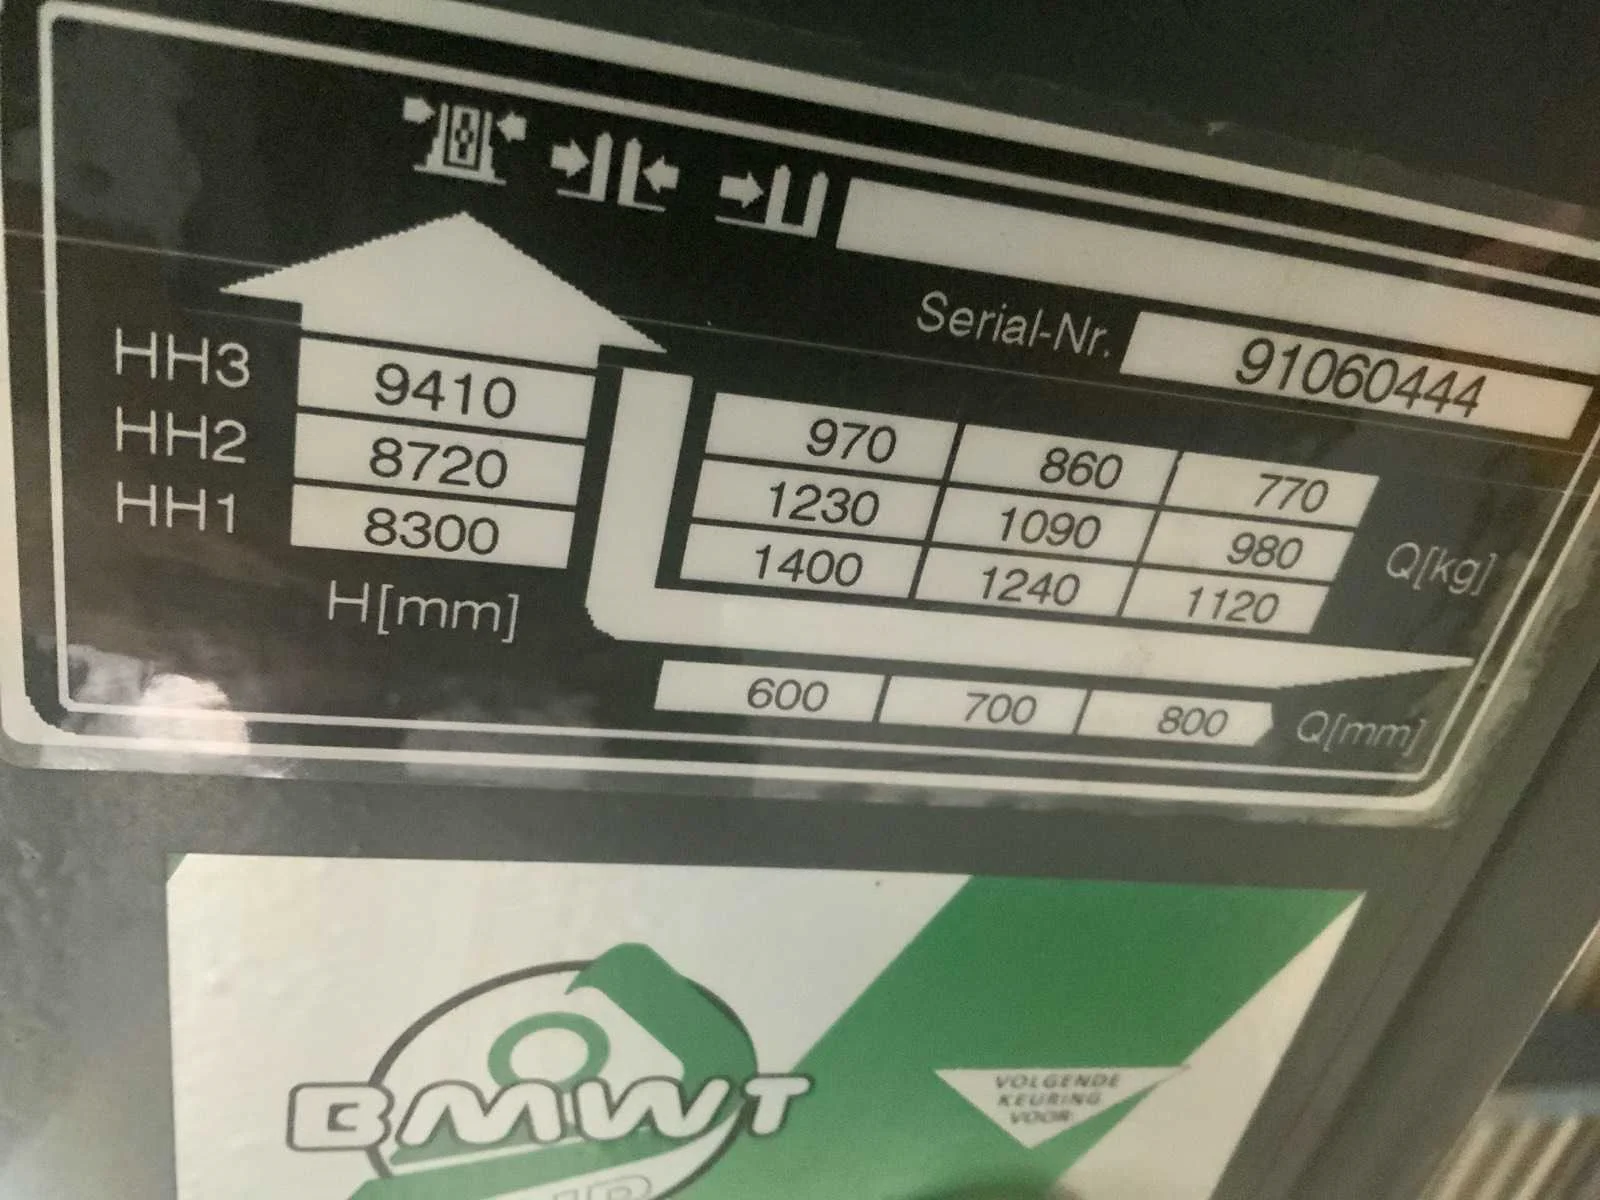 Serial-Nr. 91060444
HH3 9410 970 860 770
HH2 8720 1230 1090 980
HH1 8300 1400 1240 1120
H[mm] Q[kg]
600 700 800 Q[mm]
BMWT
VOLGENDE
KEURING
VOOR: